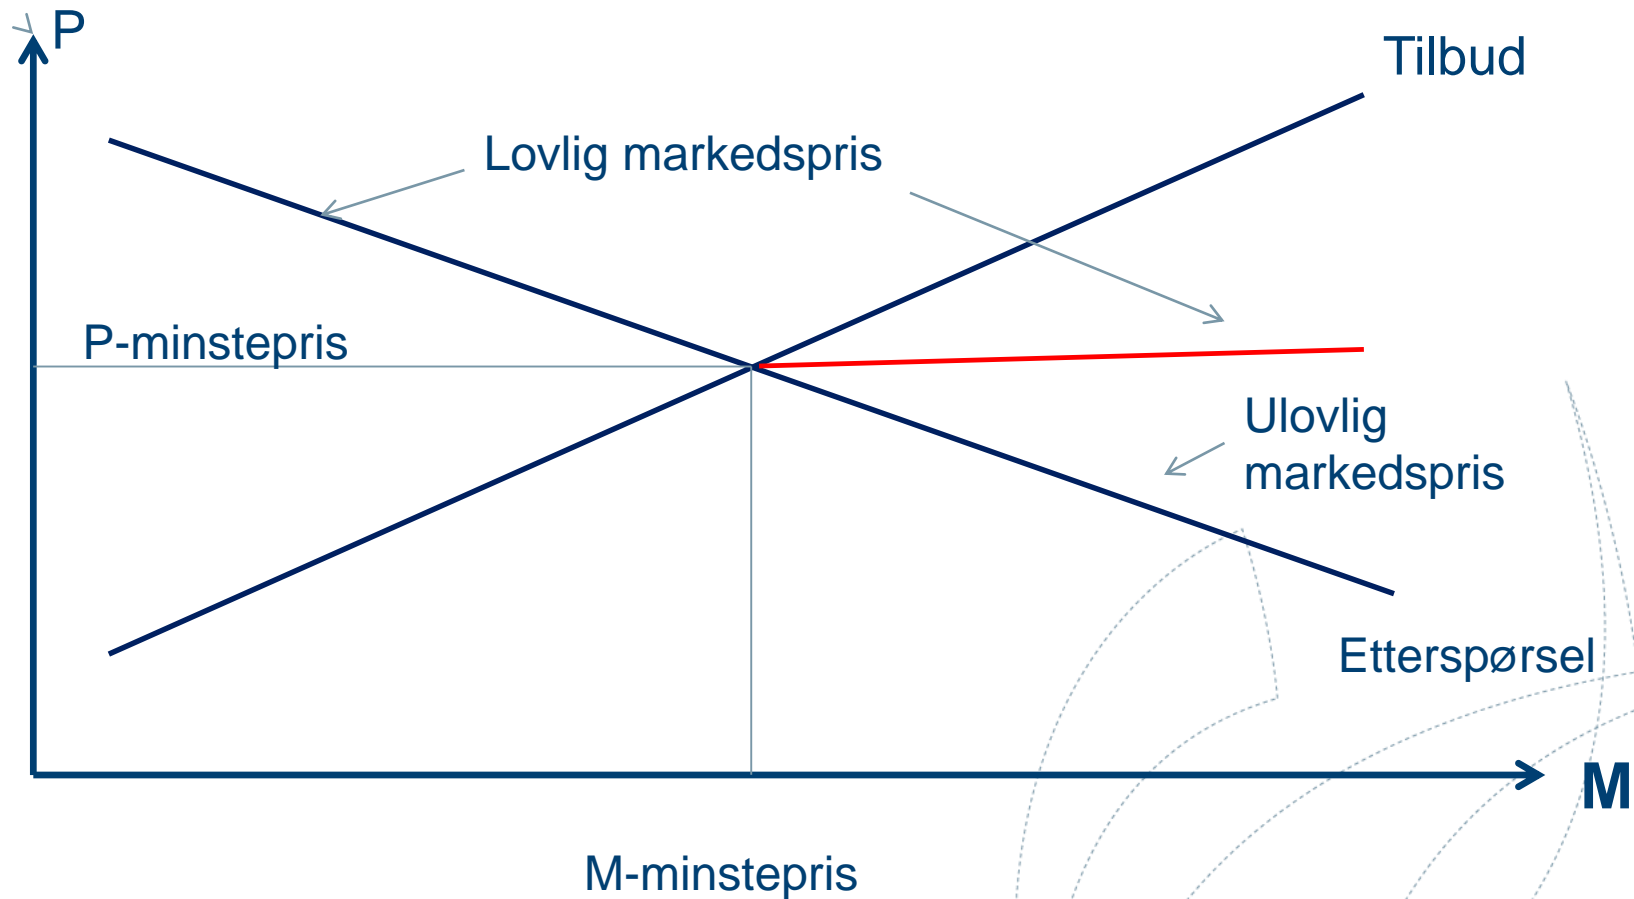 P
Tilbud
Lovlig markedspris
P-minstepris
Ulovlig
markedspris
Etterspørsel
M
M-minstepris